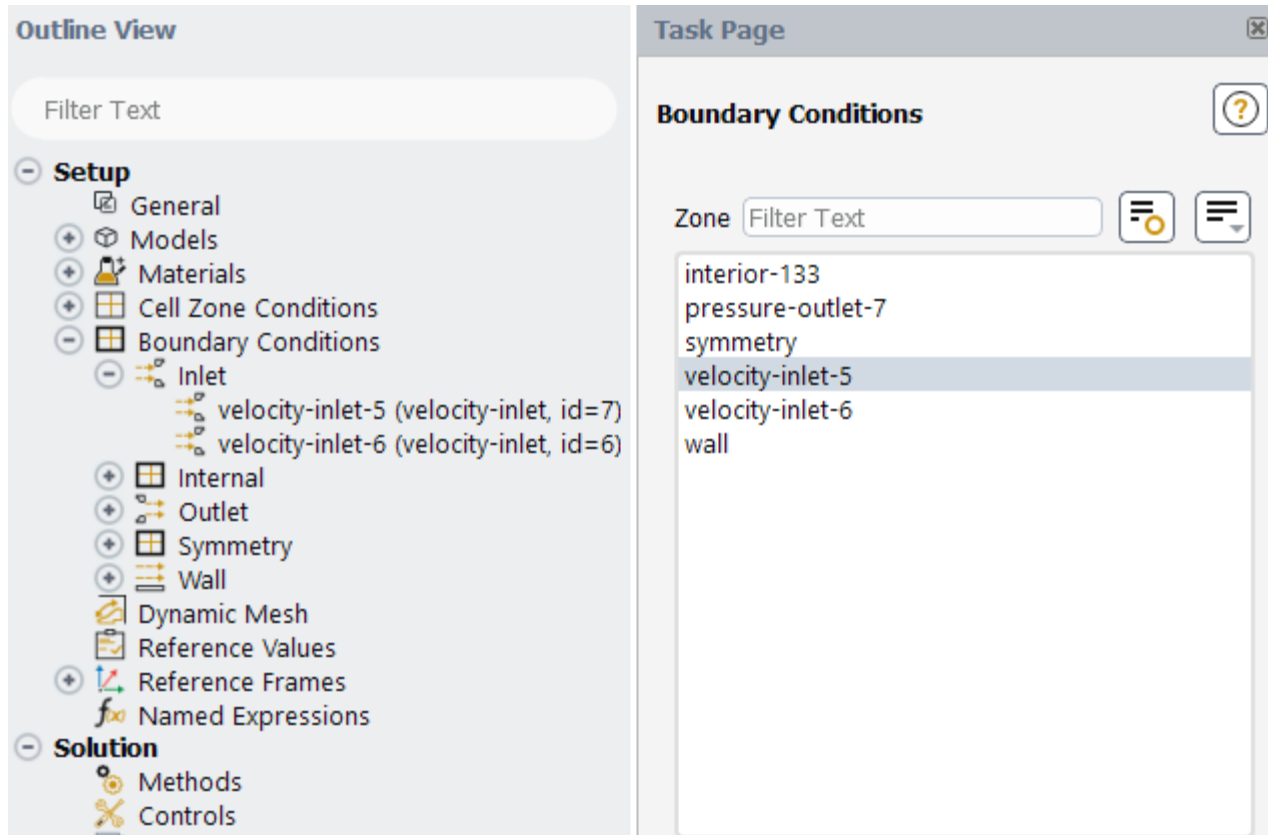 Outline View
Filter Text
Setup
General
Models
Materials
Cell Zone Conditions
Boundary Conditions
Inlet
velocity-inlet-5 (velocity-inlet, id=7)
velocity-inlet-6 (velocity-inlet, id=6)
Internal
Outlet
Symmetry
Wall
Dynamic Mesh
Reference Values
Reference Frames
f(x) Named Expressions
Solution
Methods
Controls
Task Page
Boundary Conditions
Zone Filter Text
interior-133
pressure-outlet-7
symmetry
velocity-inlet-5
velocity-inlet-6
wall